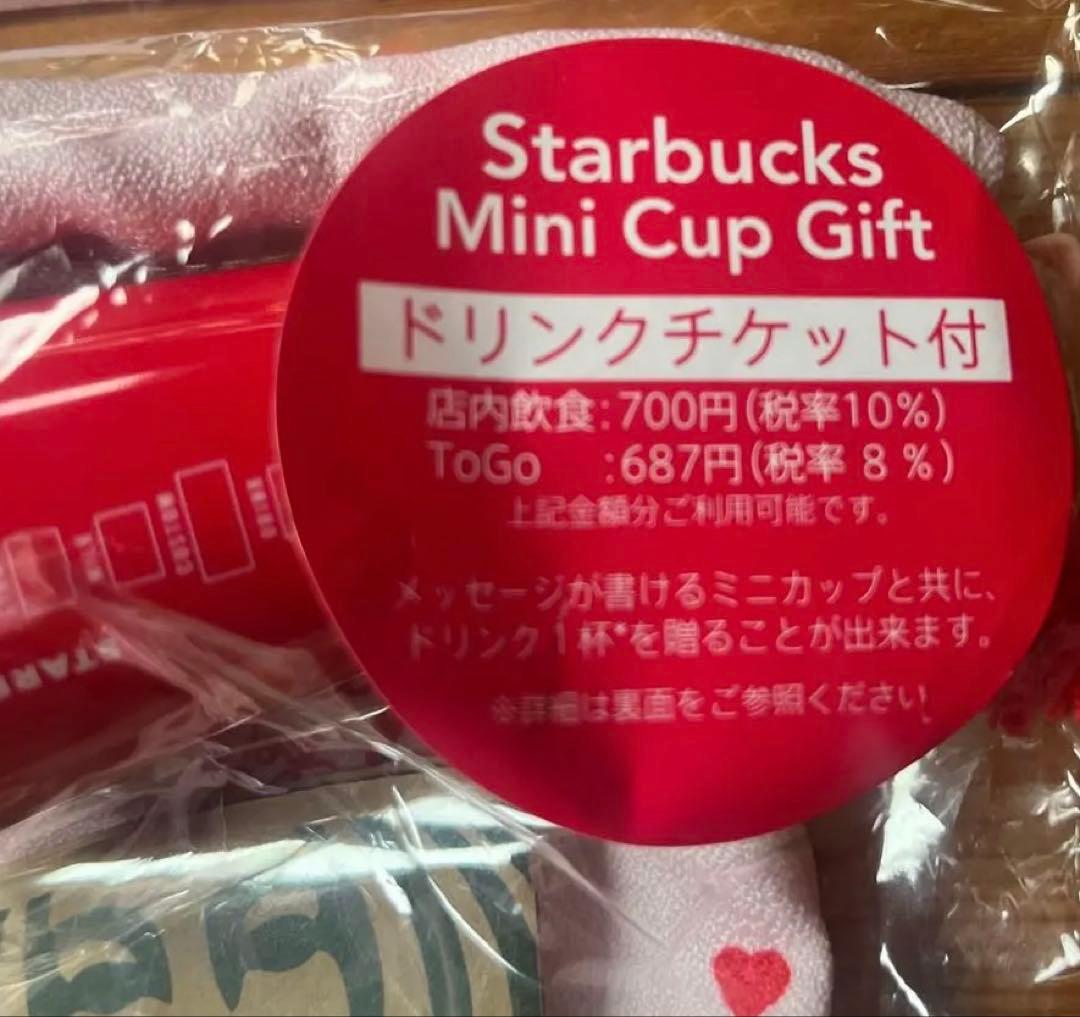 Starbucks
Mini Cup Gift
ドリンクチケット付
店内飲食:700円(税率10%)
ToGo :687円(税率 8 %)
上記金額分ご利用可能です。
メッセージが書けるミニカップと共に、
ドリンク1杯*を贈ることが出来ます。
※詳細は裏面をご参照ください。